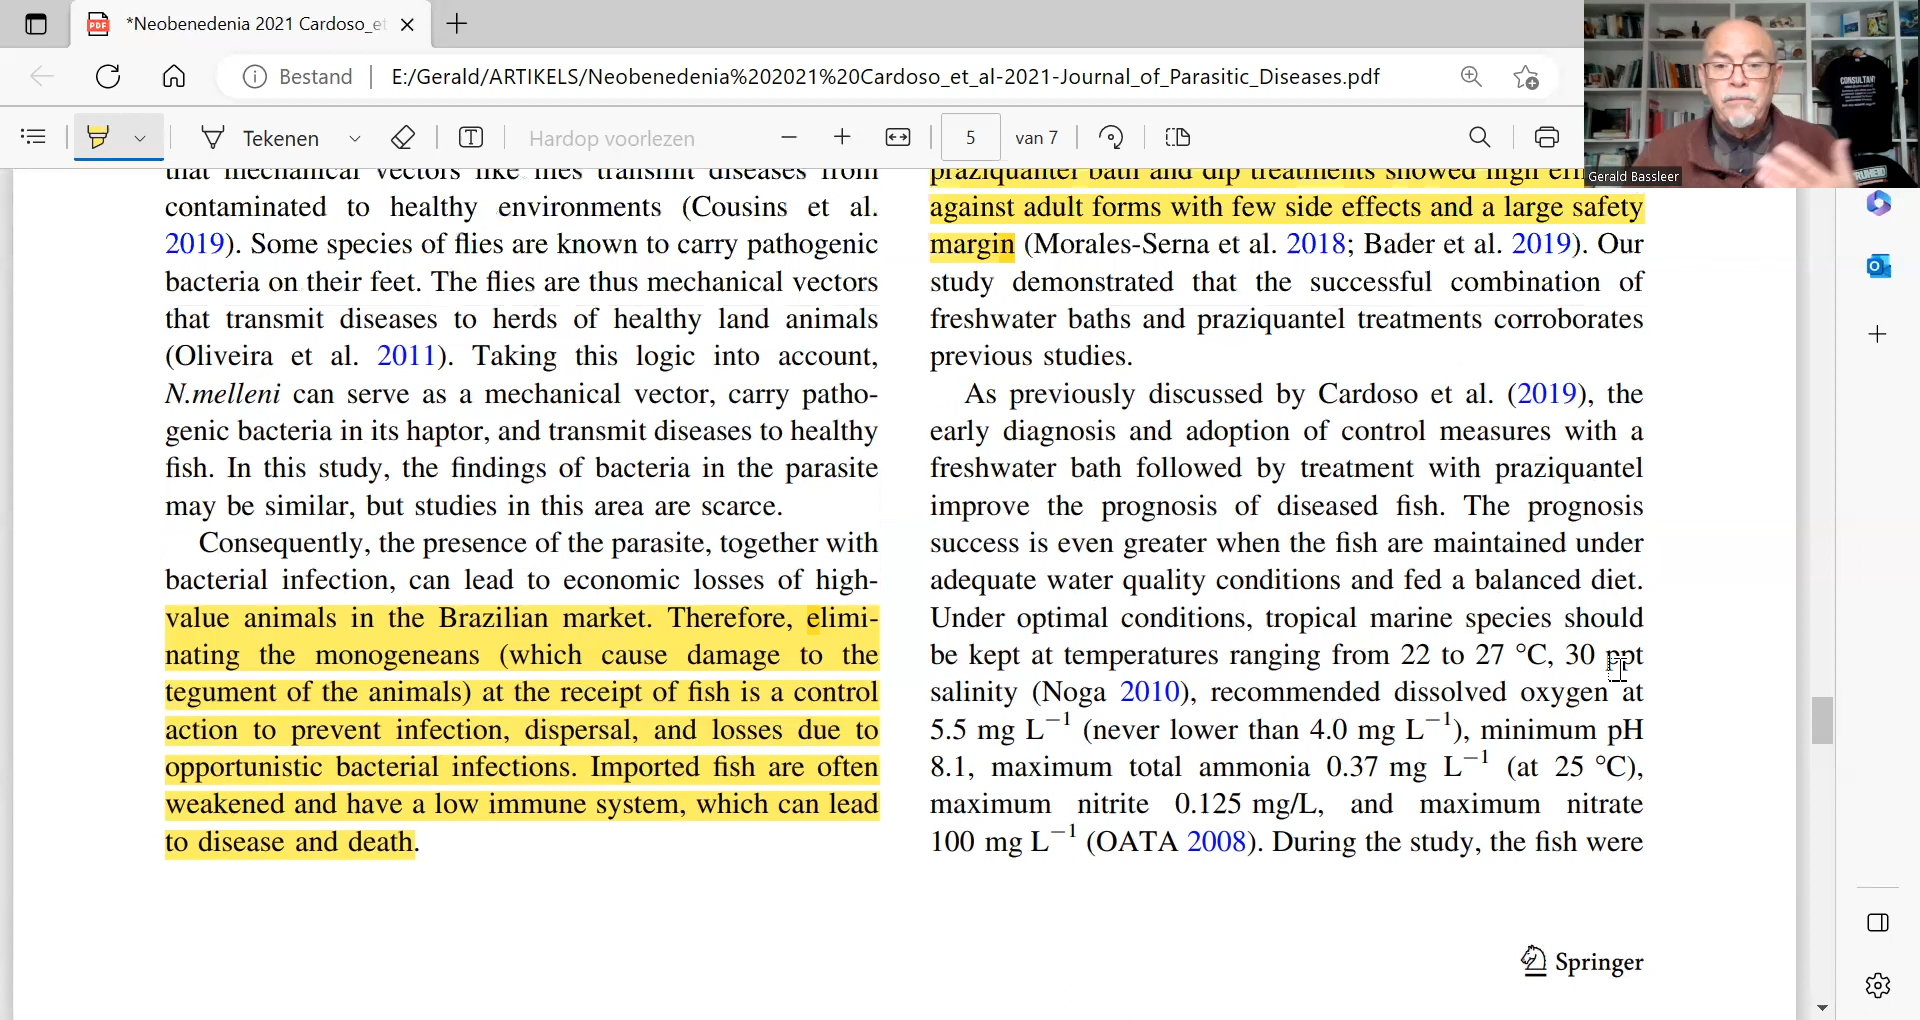 *Neobenedenia 2021 Cardoso_et
Bestand
E:/Gerald/ARTIKELS/Neobenedenia%202021%20Cardoso_et_al-2021-Journal_of_Parasitic_Diseases.pdf
Tekenen
Hardop voorlezen
5 van 7
CONSULTANT
Gerald Bassleer
that mechanical vectors like flies transmit diseases from
contaminated to healthy environments (Cousins et al.
2019). Some species of flies are known to carry pathogenic
bacteria on their feet. The flies are thus mechanical vectors
that transmit diseases to herds of healthy land animals
(Oliveira et al. 2011). Taking this logic into account,
N.melleni can serve as a mechanical vector, carry patho-
genic bacteria in its haptor, and transmit diseases to healthy
fish. In this study, the findings of bacteria in the parasite
may be similar, but studies in this area are scarce.
Consequently, the presence of the parasite, together with
bacterial infection, can lead to economic losses of high-
value animals in the Brazilian market. Therefore, elimi-
nating the monogeneans (which cause damage to the
tegument of the animals) at the receipt of fish is a control
action to prevent infection, dispersal, and losses due to
opportunistic bacterial infections. Imported fish are often
weakened and have a low immune system, which can lead
to disease and death.
praziquantel bath and dip treatments showed high
against adult forms with few side effects and a large safety
margin (Morales-Serna et al. 2018; Bader et al. 2019). Our
study demonstrated that the successful combination of
freshwater baths and praziquantel treatments corroborates
previous studies.
As previously discussed by Cardoso et al. (2019), the
early diagnosis and adoption of control measures with a
freshwater bath followed by treatment with praziquantel
improve the prognosis of diseased fish. The prognosis
success is even greater when the fish are maintained under
adequate water quality conditions and fed a balanced diet.
Under optimal conditions, tropical marine species should
be kept at temperatures ranging from 22 to 27 °C, 30 ppt
salinity (Noga 2010), recommended dissolved oxygen at
5.5 mg L⁻¹ (never lower than 4.0 mg L⁻¹), minimum pH
8.1, maximum total ammonia 0.37 mg L⁻¹ (at 25 °C),
maximum nitrite 0.125 mg/L, and maximum nitrate
100 mg L⁻¹ (OATA 2008). During the study, the fish were
Springer